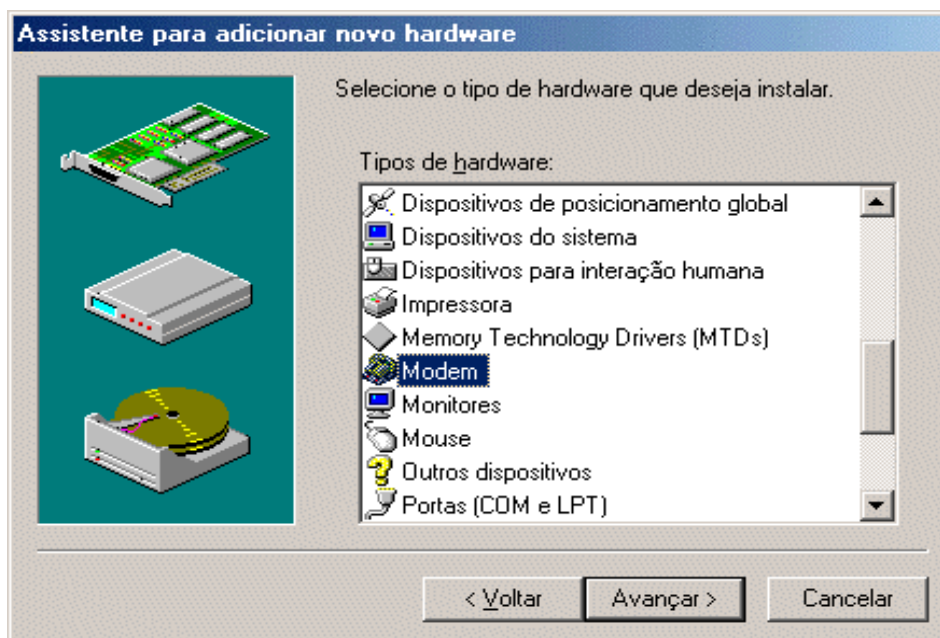 Assistente para adicionar novo hardware
Selecione o tipo de hardware que deseja instalar.
Tipos de hardware:
Dispositivos de posicionamento global
Dispositivos do sistema
Dispositivos para interação humana
Impressora
Memory Technology Drivers (MTDs)
Modem
Monitores
Mouse
Outros dispositivos
Portas (COM e LPT)
< Voltar Avançar > Cancelar